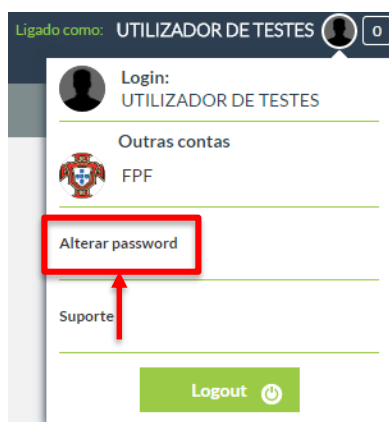 Ligado como: UTILIZADOR DE TESTES 0
Login:
UTILIZADOR DE TESTES
Outras contas
FPF
Alterar password
Suporte
Logout